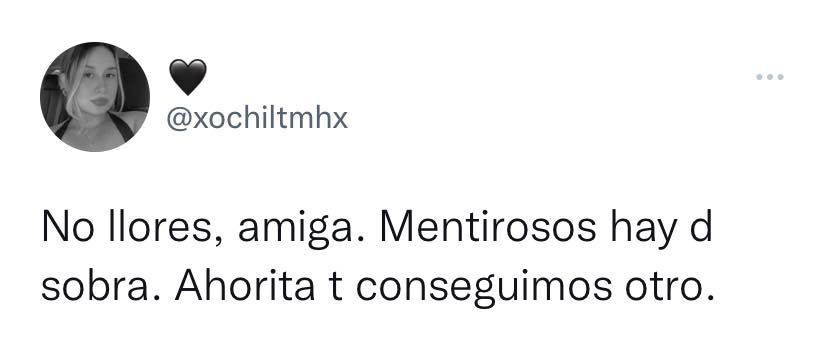 🖤
@xochiltmhx
No llores, amiga. Mentirosos hay d
sobra. Ahorita t conseguimos otro.